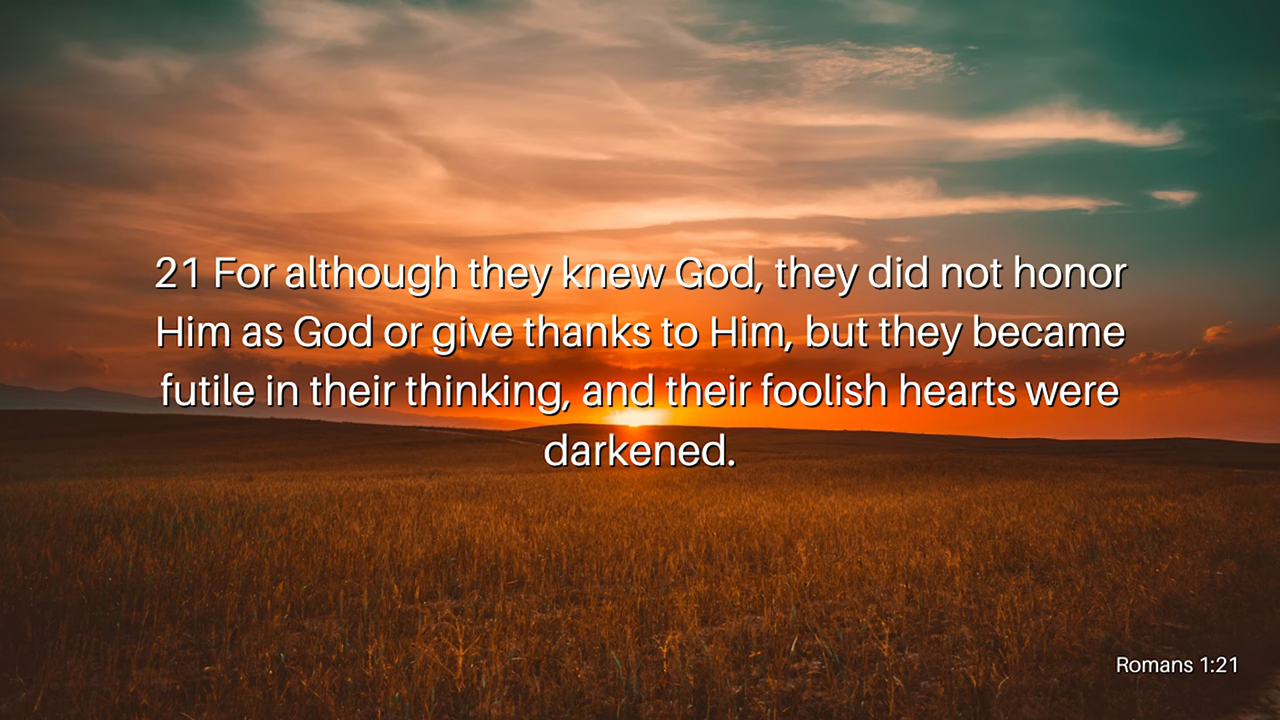 21 For although they knew God, they did not honor
Him as God or give thanks to Him, but they became
futile in their thinking, and their foolish hearts were
darkened.
Romans 1:21